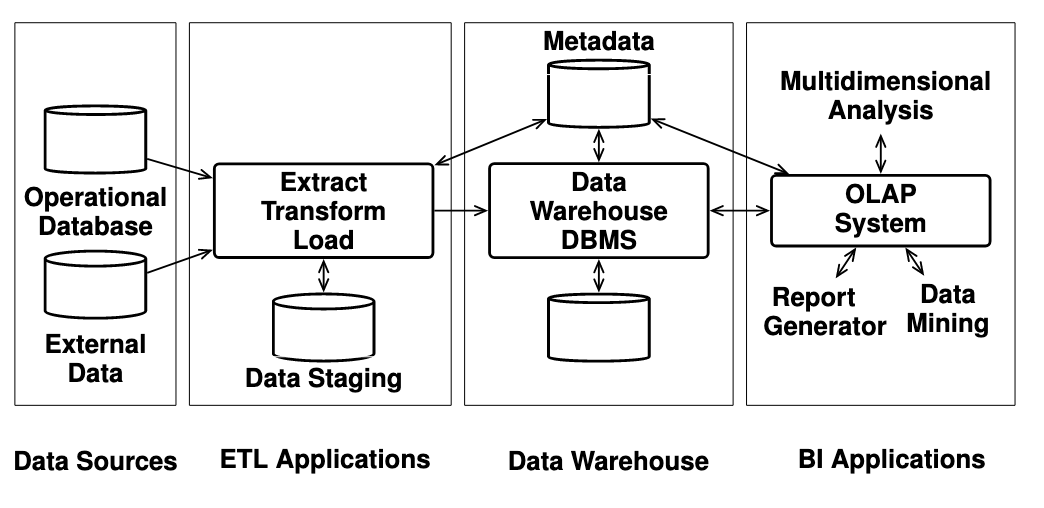 Operational
Database
External
Data
Extract
Transform
Load
Data Staging
Metadata
Data
Warehouse
DBMS
Multidimensional
Analysis
OLAP
System
Report
Generator
Data
Mining
Data Sources
ETL Applications
Data Warehouse
BI Applications